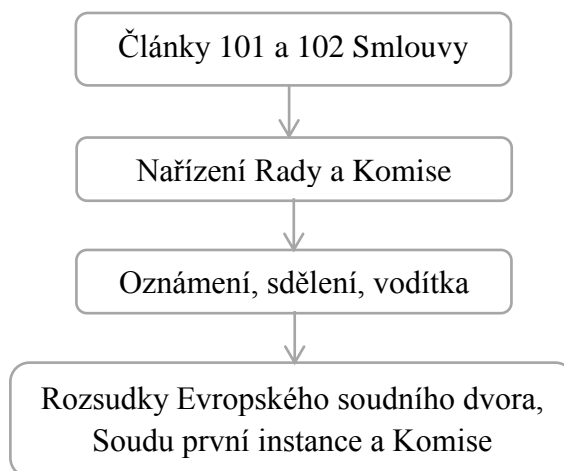 Články 101 a 102 Smlouvy
Nařízení Rady a Komise
Oznámení, sdělení, vodítka
Rozsudky Evropského soudního dvora,
Soudu první instance a Komise